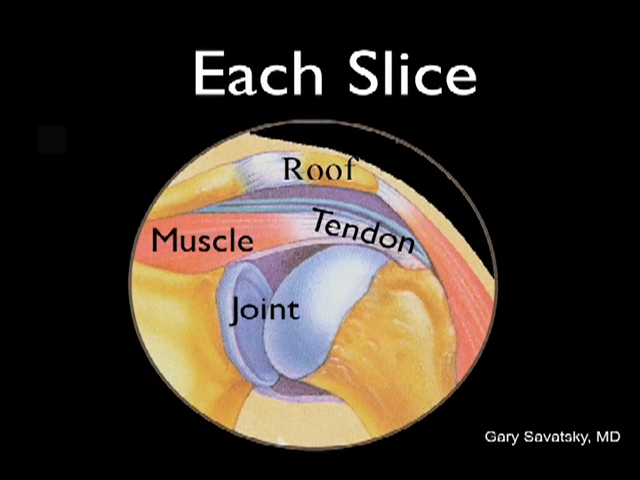 Each Slice
Roof
Tendon
Muscle
Joint
Gary Savatsky, MD